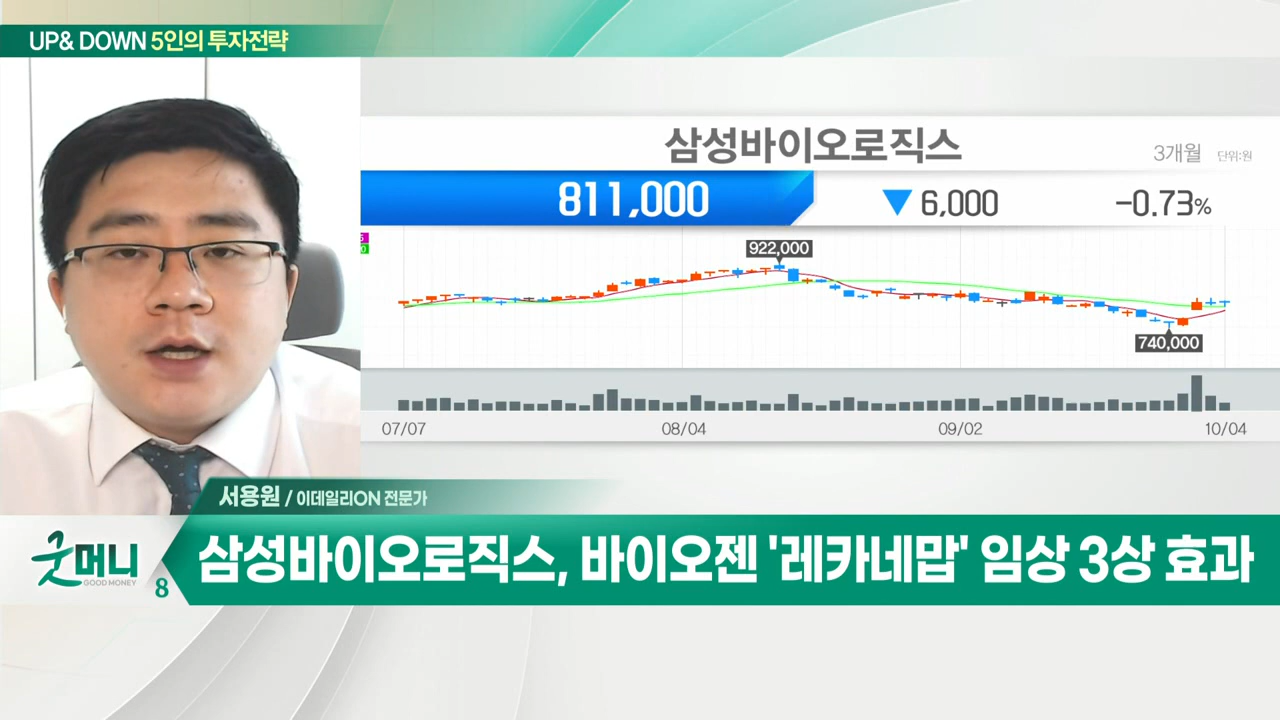 UP& DOWN 5인의 투자전략
삼성바이오로직스
3개월 단위:원
811,000 ▼ 6,000 -0.73%
922,000
740,000
07/07 08/04 09/02 10/04
서용원 / 이데일리ON 전문가
굿머니
GOOD MONEY
8
삼성바이오로직스, 바이오젠 '레카네맙' 임상 3상 효과